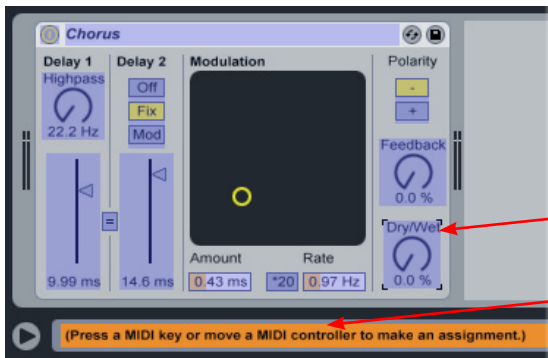 Chorus
Delay 1
Delay 2
Modulation
Polarity
Highpass
22.2 Hz
Off
Fix
Mod
-
+
Feedback
0.0 %
=
Dry/Wet
0.0 %
9.99 ms
14.6 ms
Amount
Rate
0.43 ms
*20
0.97 Hz
(Press a MIDI key or move a MIDI controller to make an assignment.)